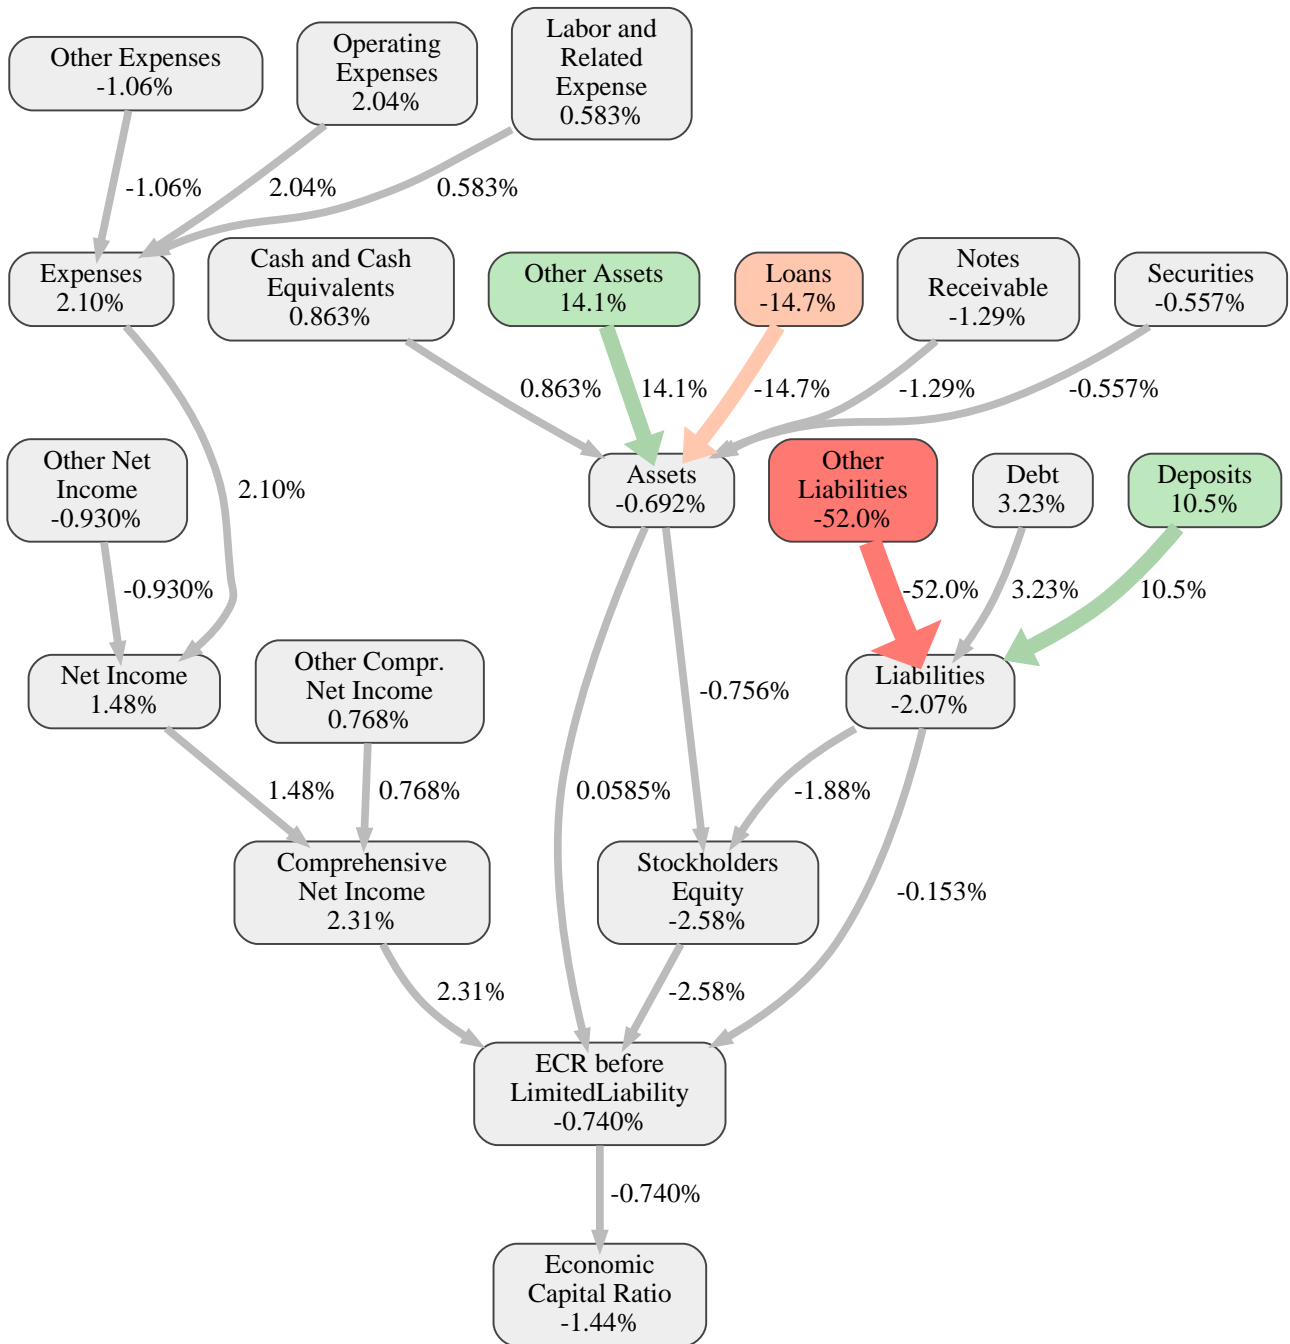 Other Expenses
-1.06%
Operating
Expenses
2.04%
Labor and
Related
Expense
0.583%
-1.06%
2.04%
0.583%
Expenses
2.10%
Cash and Cash
Equivalents
0.863%
Other Assets
14.1%
Loans
-14.7%
Notes
Receivable
-1.29%
Securities
-0.557%
0.863%
14.1%
-14.7%
-1.29%
-0.557%
Other Net
Income
-0.930%
2.10%
Assets
-0.692%
Other
Liabilities
-52.0%
Debt
3.23%
Deposits
10.5%
-0.930%
-52.0%
3.23%
10.5%
Net Income
1.48%
Other Compr.
Net Income
0.768%
-0.756%
Liabilities
-2.07%
1.48%
0.768%
0.0585%
-1.88%
Comprehensive
Net Income
2.31%
Stockholders
Equity
-2.58%
-0.153%
2.31%
-2.58%
ECR before
LimitedLiability
-0.740%
-0.740%
Economic
Capital Ratio
-1.44%